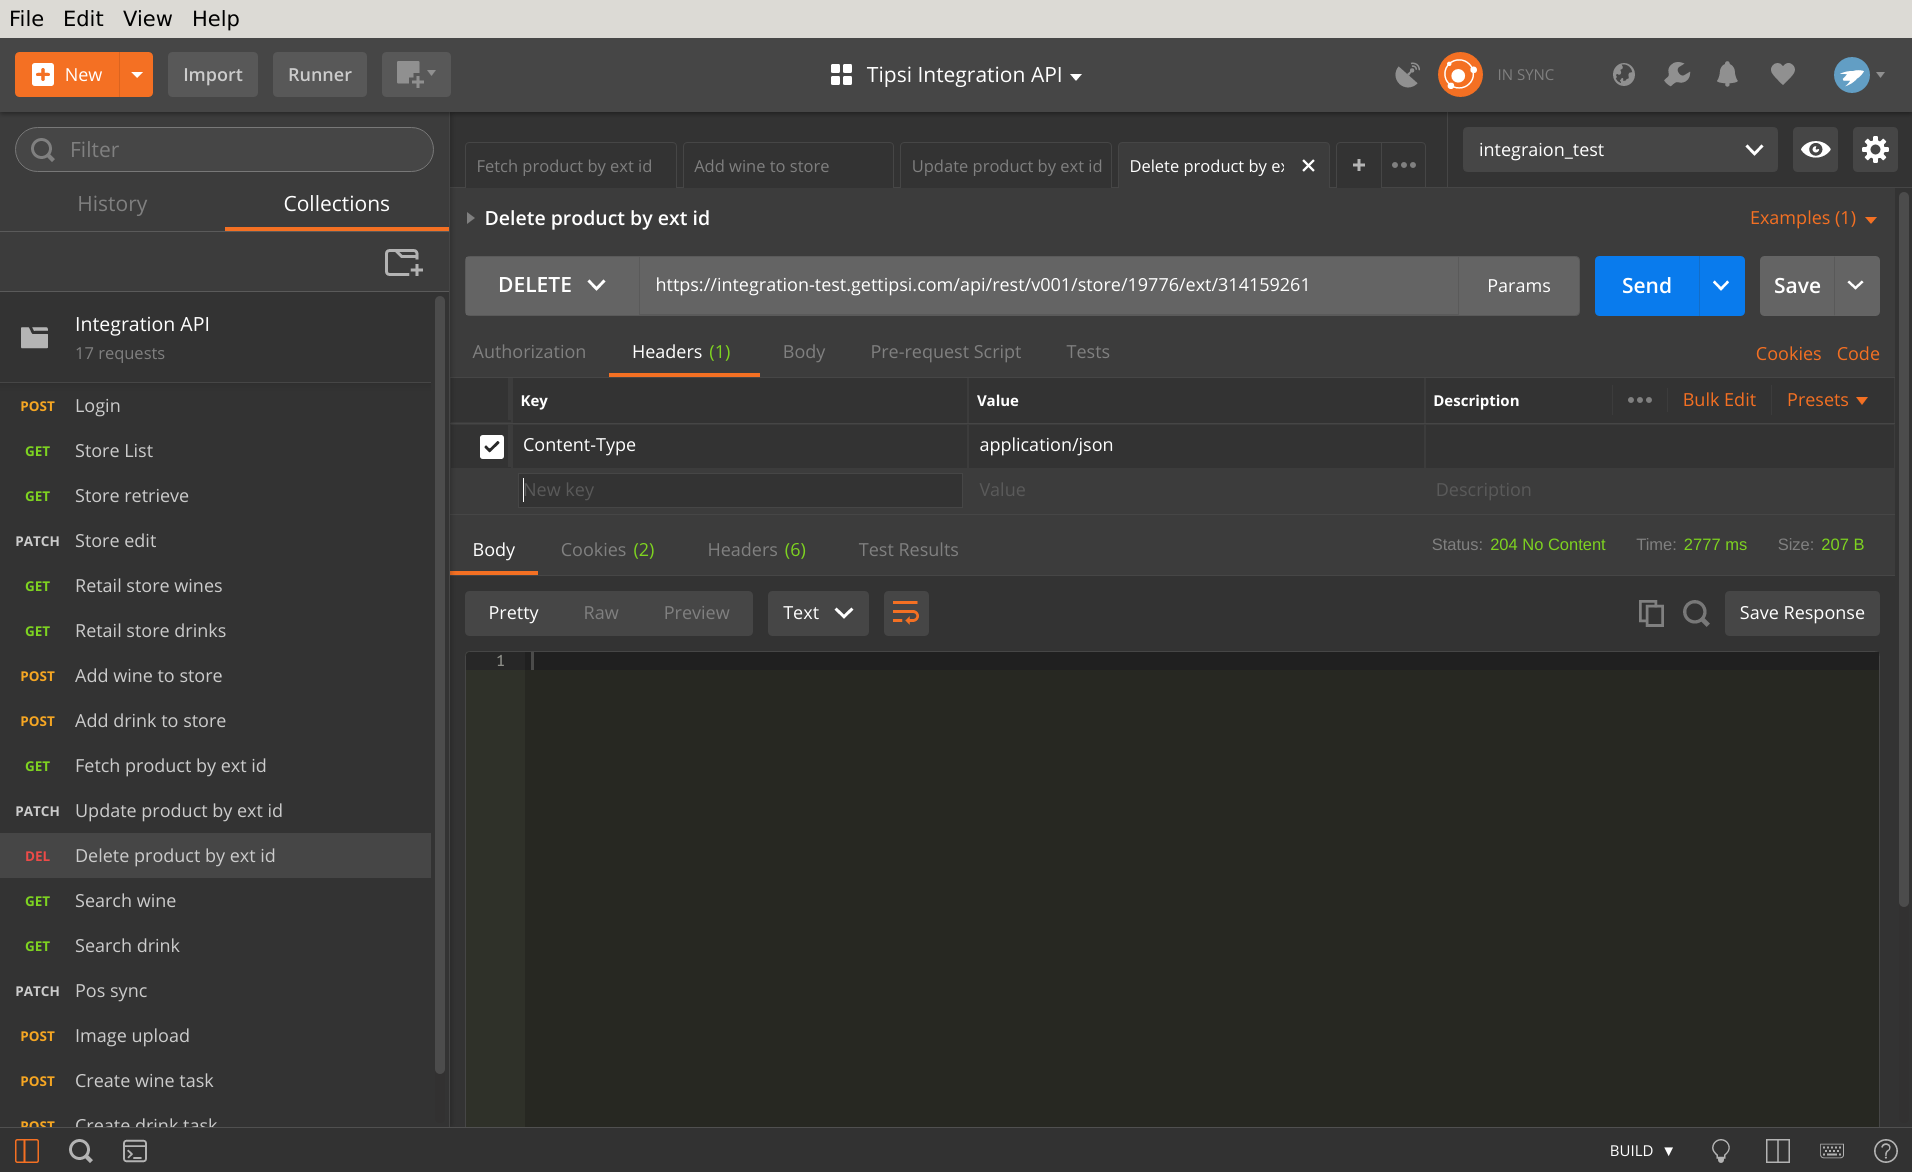 File Edit View Help
New Import Runner Tipsi Integration API IN SYNC
Filter
History Collections
Integration API
17 requests
POST Login
GET Store List
GET Store retrieve
PATCH Store edit
GET Retail store wines
GET Retail store drinks
POST Add wine to store
POST Add drink to store
GET Fetch product by ext id
PATCH Update product by ext id
DEL Delete product by ext id
GET Search wine
GET Search drink
PATCH Pos sync
POST Image upload
POST Create wine task
POST Create drink task
Fetch product by ext id Add wine to store Update product by ext id Delete product by ex
integraion_test
Delete product by ext id
Examples (1)
DELETE https://integration-test.gettipsi.com/api/rest/v001/store/19776/ext/314159261 Params Send Save
Authorization Headers (1) Body Pre-request Script Tests Cookies Code
Key Value Description Bulk Edit Presets
Content-Type application/json
New key Value Description
Body Cookies (2) Headers (6) Test Results Status: 204 No Content Time: 2777 ms Size: 207 B
Pretty Raw Preview Text Save Response
1
BUILD